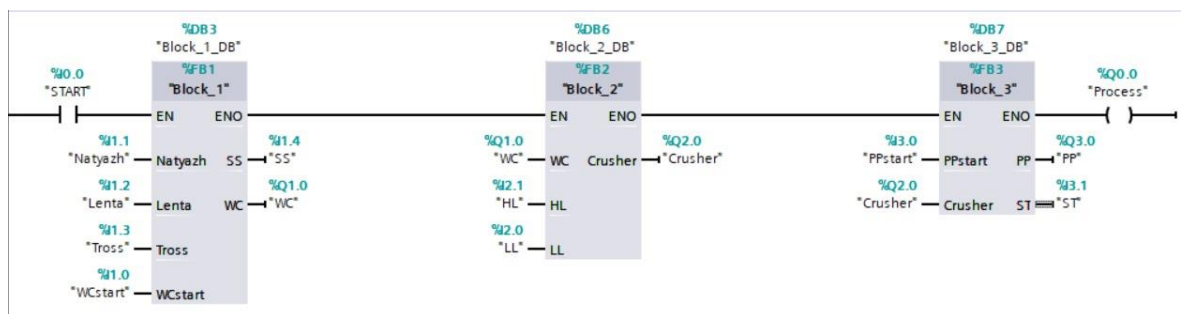 %DB3
"Block_1_DB"
%DB6
"Block_2_DB"
%DB7
"Block_3_DB"
%I0.0
"START"
%FB1
"Block_1"
%FB2
"Block_2"
%FB3
"Block_3"
%Q0.0
"Process"
EN ENO
EN ENO
EN ENO
%I1.1
"Natyazh" Natyazh
SS %I1.4
"SS"
%I1.2
"Lenta" Lenta
WC %Q1.0
"WC"
%I1.3
"Tross" Tross
%I1.0
"WCstart" WCstart
%Q1.0
"WC" WC
Crusher %Q2.0
"Crusher"
%I2.1
"HL" HL
%I2.0
"LL" LL
%I3.0
"PPstart" PPstart
PP %Q3.0
"PP"
%Q2.0
"Crusher" Crusher
ST %I3.1
"ST"